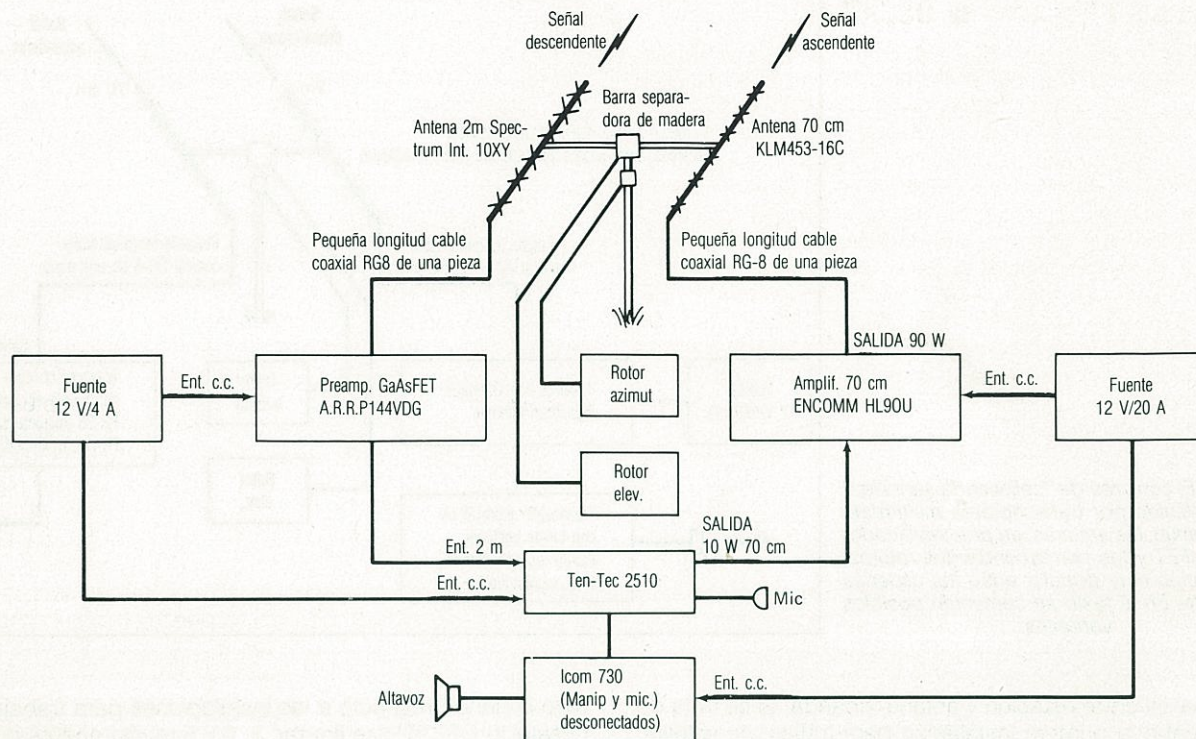 Señal
descendente
Señal
ascendente
Antena 2m Spec-
trum Int. 10XY
Barra separa-
dora de madera
Antena 70 cm
KLM453-16C
Pequeña longitud cable
coaxial RG8 de una pieza
Pequeña longitud cable
coaxial RG-8 de una pieza
SALIDA 90 W
Fuente
12 V/4 A
Ent. c.c.
Preamp. GaAsFET
A.R.R.P144VDG
Rotor
azimut
Amplif. 70 cm
ENCOMM HL90U
Ent. c.c.
Fuente
12 V/20 A
Rotor
elev.
Ent. 2 m
Ent. c.c.
Ten-Tec 2510
SALIDA
10 W 70 cm
Mic
Altavoz
Icom 730
(Manip y mic.)
desconectados)
Ent. c.c.